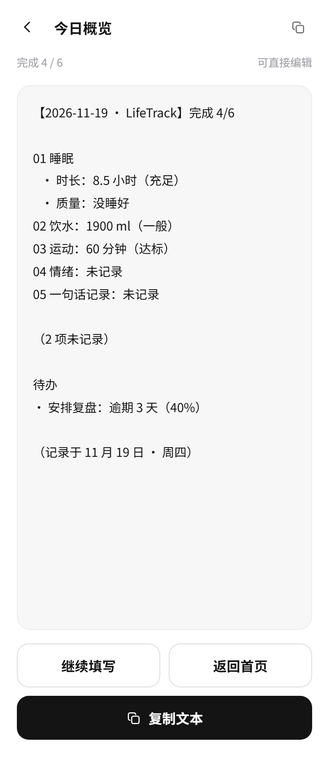 今日概览
完成 4 / 6
可直接编辑
【2026-11-19 · LifeTrack】完成 4/6
01 睡眠
· 时长：8.5 小时（充足）
· 质量：没睡好
02 饮水：1900 ml（一般）
03 运动：60 分钟（达标）
04 情绪：未记录
05 一句话记录：未记录
（2 项未记录）
待办
· 安排复盘：逾期 3 天（40%）
（记录于 11 月 19 日 · 周四）
继续填写
返回首页
复制文本